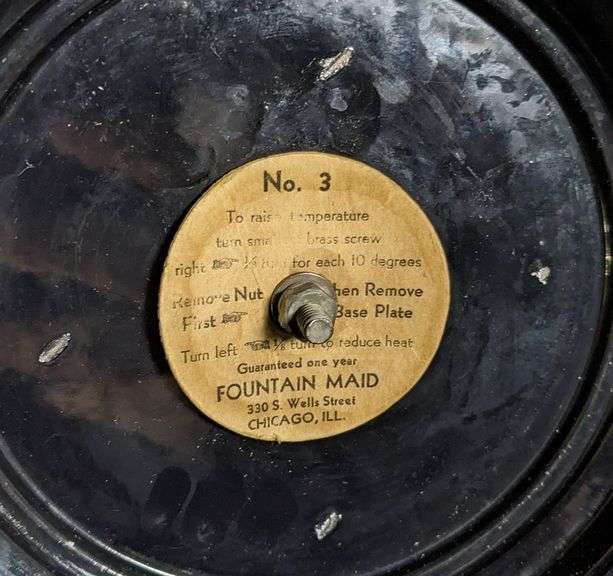 No. 3
To raise temperature
turn small brass screw
right ☞ ¼ turn for each 10 degrees
Remove Nut Then Remove
First ☞ Base Plate
Turn left ☜ ⅛ turn to reduce heat
Guaranteed one year
FOUNTAIN MAID
330 S. Wells Street
CHICAGO, ILL.